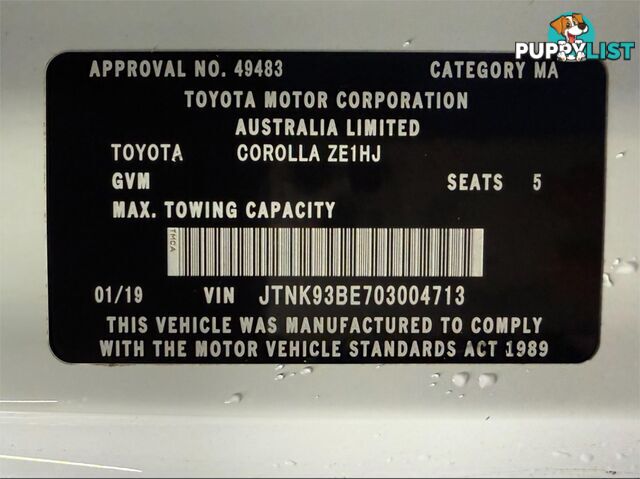 PUPPYLIST
APPROVAL NO. 49483 CATEGORY MA
TOYOTA MOTOR CORPORATION
AUSTRALIA LIMITED
TOYOTA COROLLA ZE1HJ
GVM SEATS 5
MAX. TOWING CAPACITY
TMCA
01/19 VIN JTNK93BE703004713
THIS VEHICLE WAS MANUFACTURED TO COMPLY
WITH THE MOTOR VEHICLE STANDARDS ACT 1989